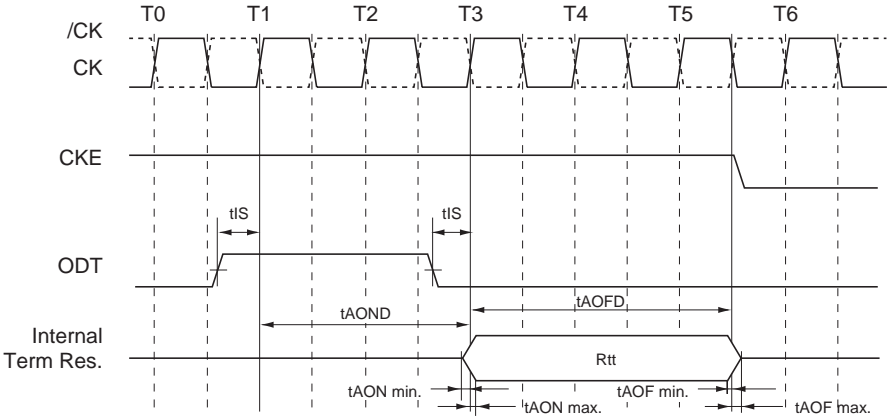 T0 T1 T2 T3 T4 T5 T6
/CK
CK
CKE
tIS tIS
ODT
tAOND tAOFD
Internal
Term Res.
Rtt
tAON min. tAOF min.
tAON max. tAOF max.